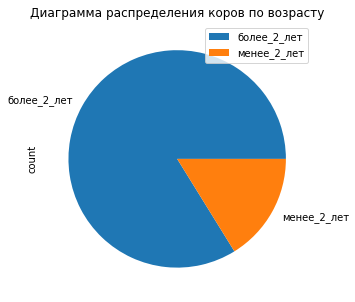 Диаграмма распределения коров по возрасту
более_2_лет
менее_2_лет
более_2_лет
count
менее_2_лет